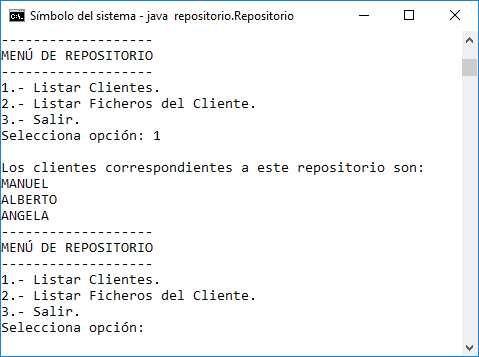 Símbolo del sistema - java repositorio.Repositorio
-------------------
MENÚ DE REPOSITORIO
-------------------
1.- Listar Clientes.
2.- Listar Ficheros del Cliente.
3.- Salir.
Selecciona opción: 1

Los clientes correspondientes a este repositorio son:
MANUEL
ALBERTO
ANGELA
-------------------
MENÚ DE REPOSITORIO
-------------------
1.- Listar Clientes.
2.- Listar Ficheros del Cliente.
3.- Salir.
Selecciona opción: